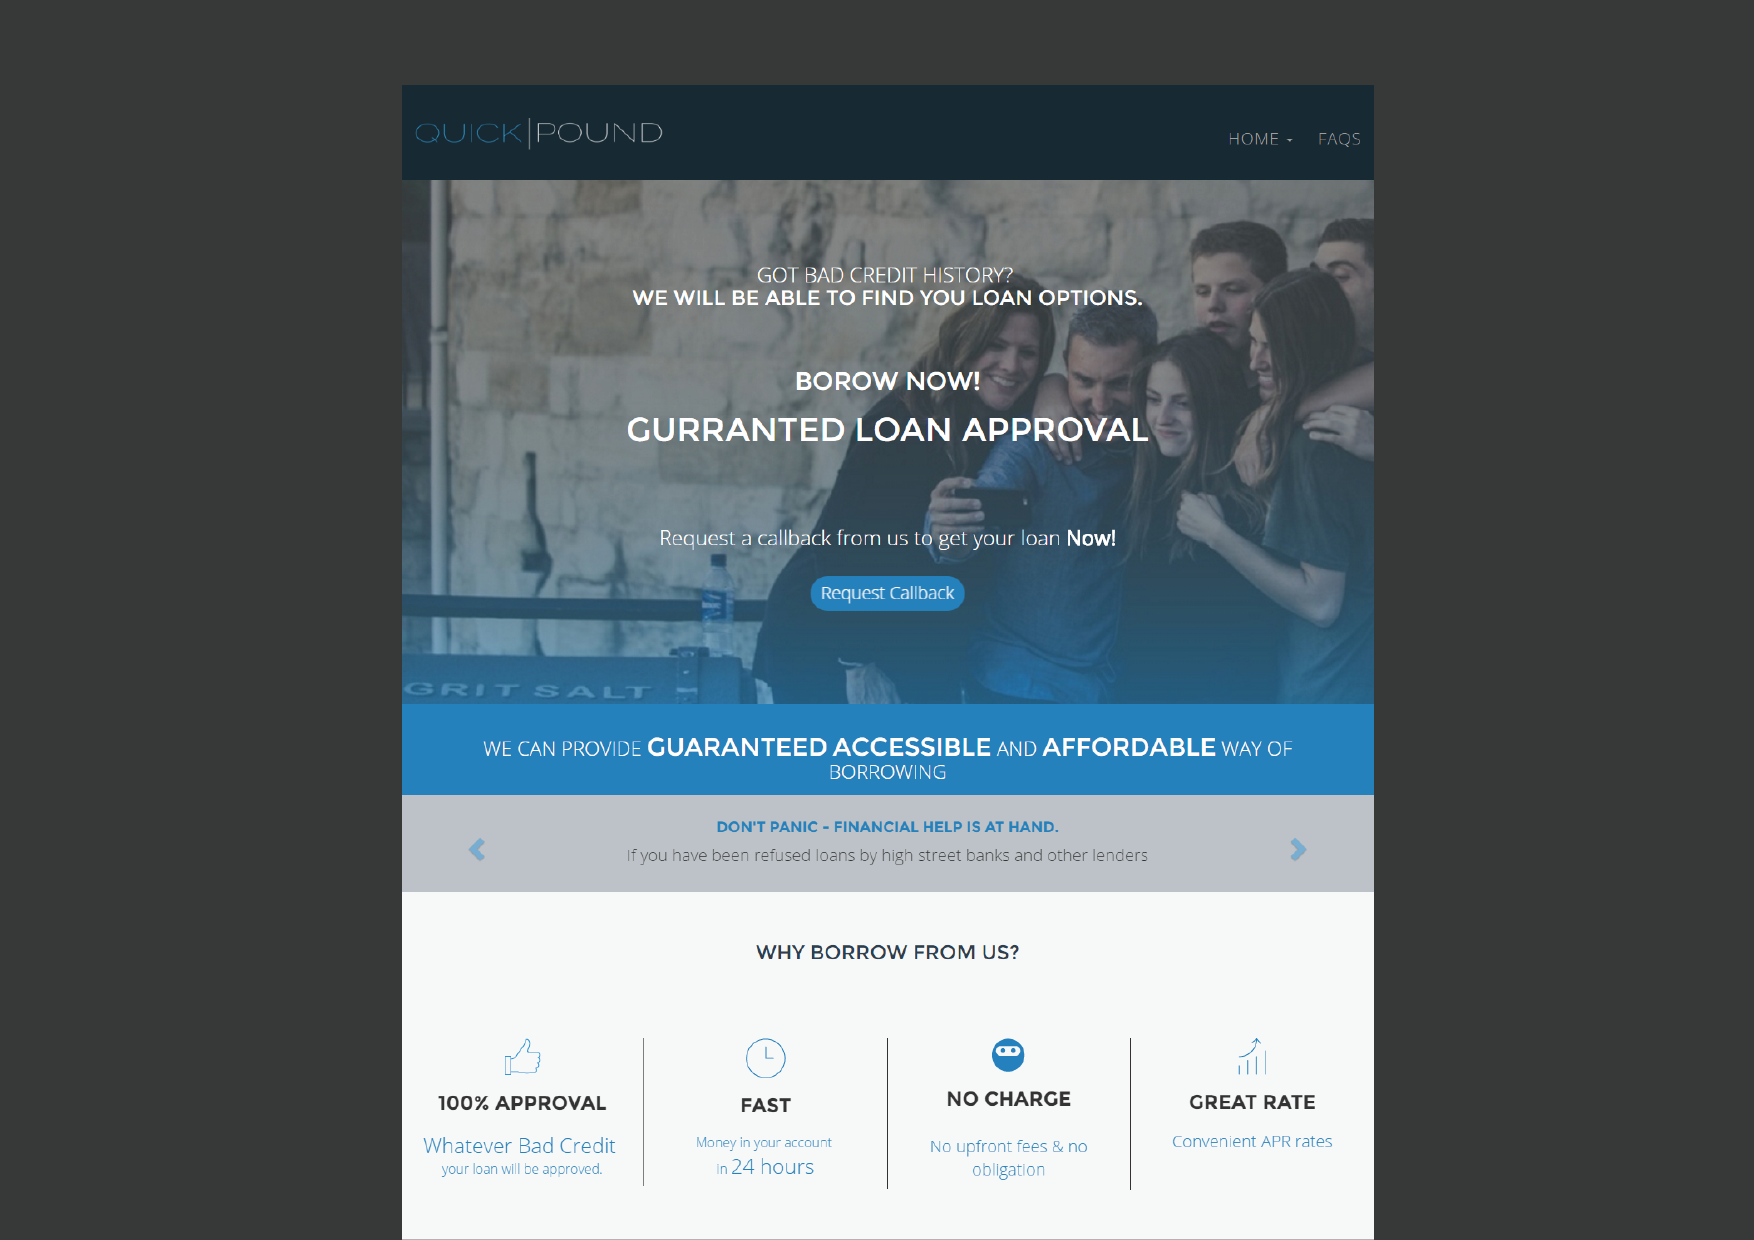 QUICK|POUND
HOME FAQS
GOT BAD CREDIT HISTORY?
WE WILL BE ABLE TO FIND YOU LOAN OPTIONS.
BOROW NOW!
GURRANTED LOAN APPROVAL
Request a callback from us to get your loan Now!
Request Callback
GRIT SALT
WE CAN PROVIDE GUARANTEED ACCESSIBLE AND AFFORDABLE WAY OF
BORROWING
DON'T PANIC - FINANCIAL HELP IS AT HAND.
If you have been refused loans by high street banks and other lenders
WHY BORROW FROM US?
100% APPROVAL
Whatever Bad Credit
your loan will be approved.
FAST
Money in your account
in 24 hours
NO CHARGE
No upfront fees & no
obligation
GREAT RATE
Convenient APR rates